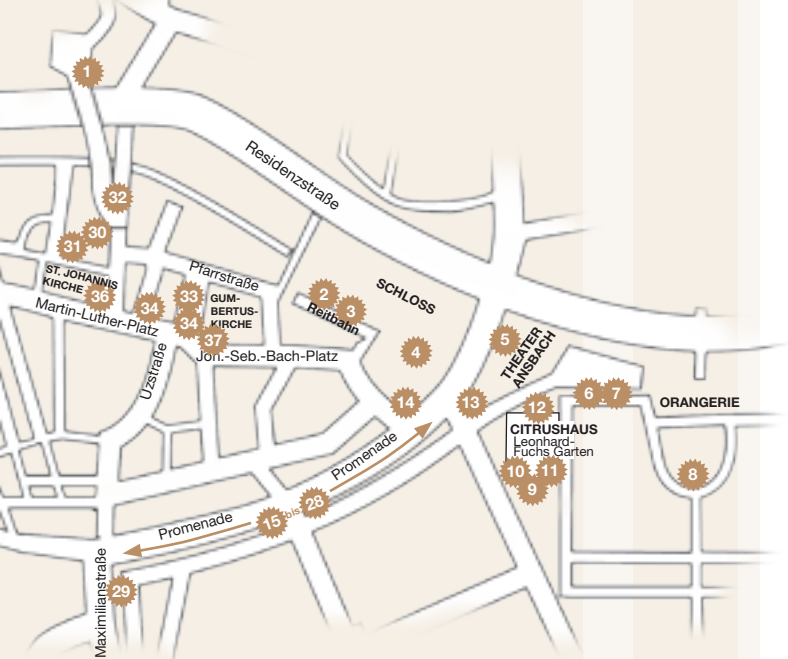 1
Residenzstraße
32
30
31
Pfarrstraße
ST. JOHANNIS
KIRCHE
36
33
GUM-
BERTUS-
KIRCHE
34
34
37
Martin-Luther-Platz
Joh.-Seb.-Bach-Platz
Uzstraße
SCHLOSS
2
3
Reitbahn
4
5
THEATER
ANSBACH
14
13
12
6
7
ORANGERIE
CITRUSHAUS
Leonhard-
Fuchs Garten
10
11
9
8
Promenade
Promenade
15 bis 28
29
Maximilianstraße